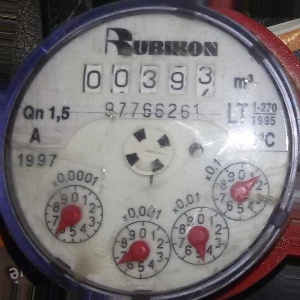 RUBIKON
00393 m³
Qn 1,5 97766261 LT 1-270
1995
A °C
1997
x0,0001 x0,1
x0,001 x0,01